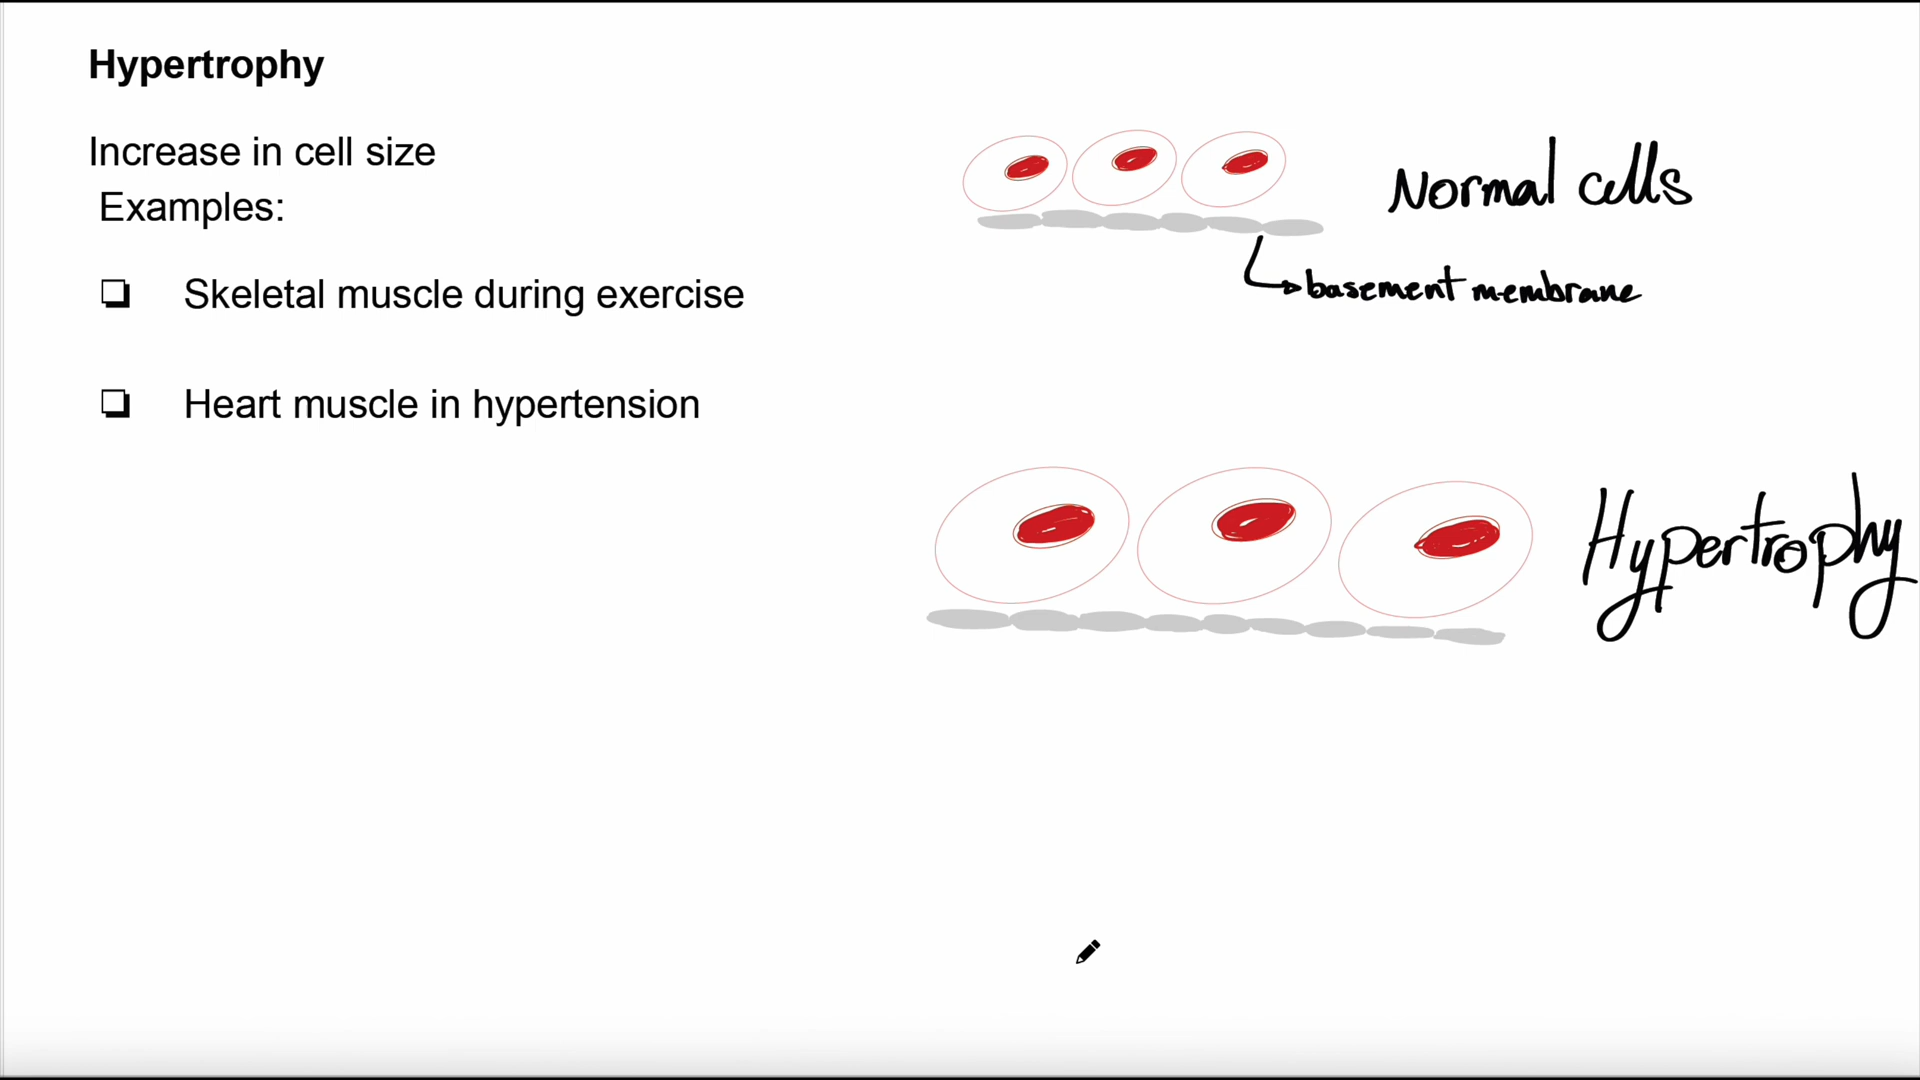 Hypertrophy
Increase in cell size
Examples:
❏ Skeletal muscle during exercise
❏ Heart muscle in hypertension
Normal cells
basement membrane
Hypertrophy